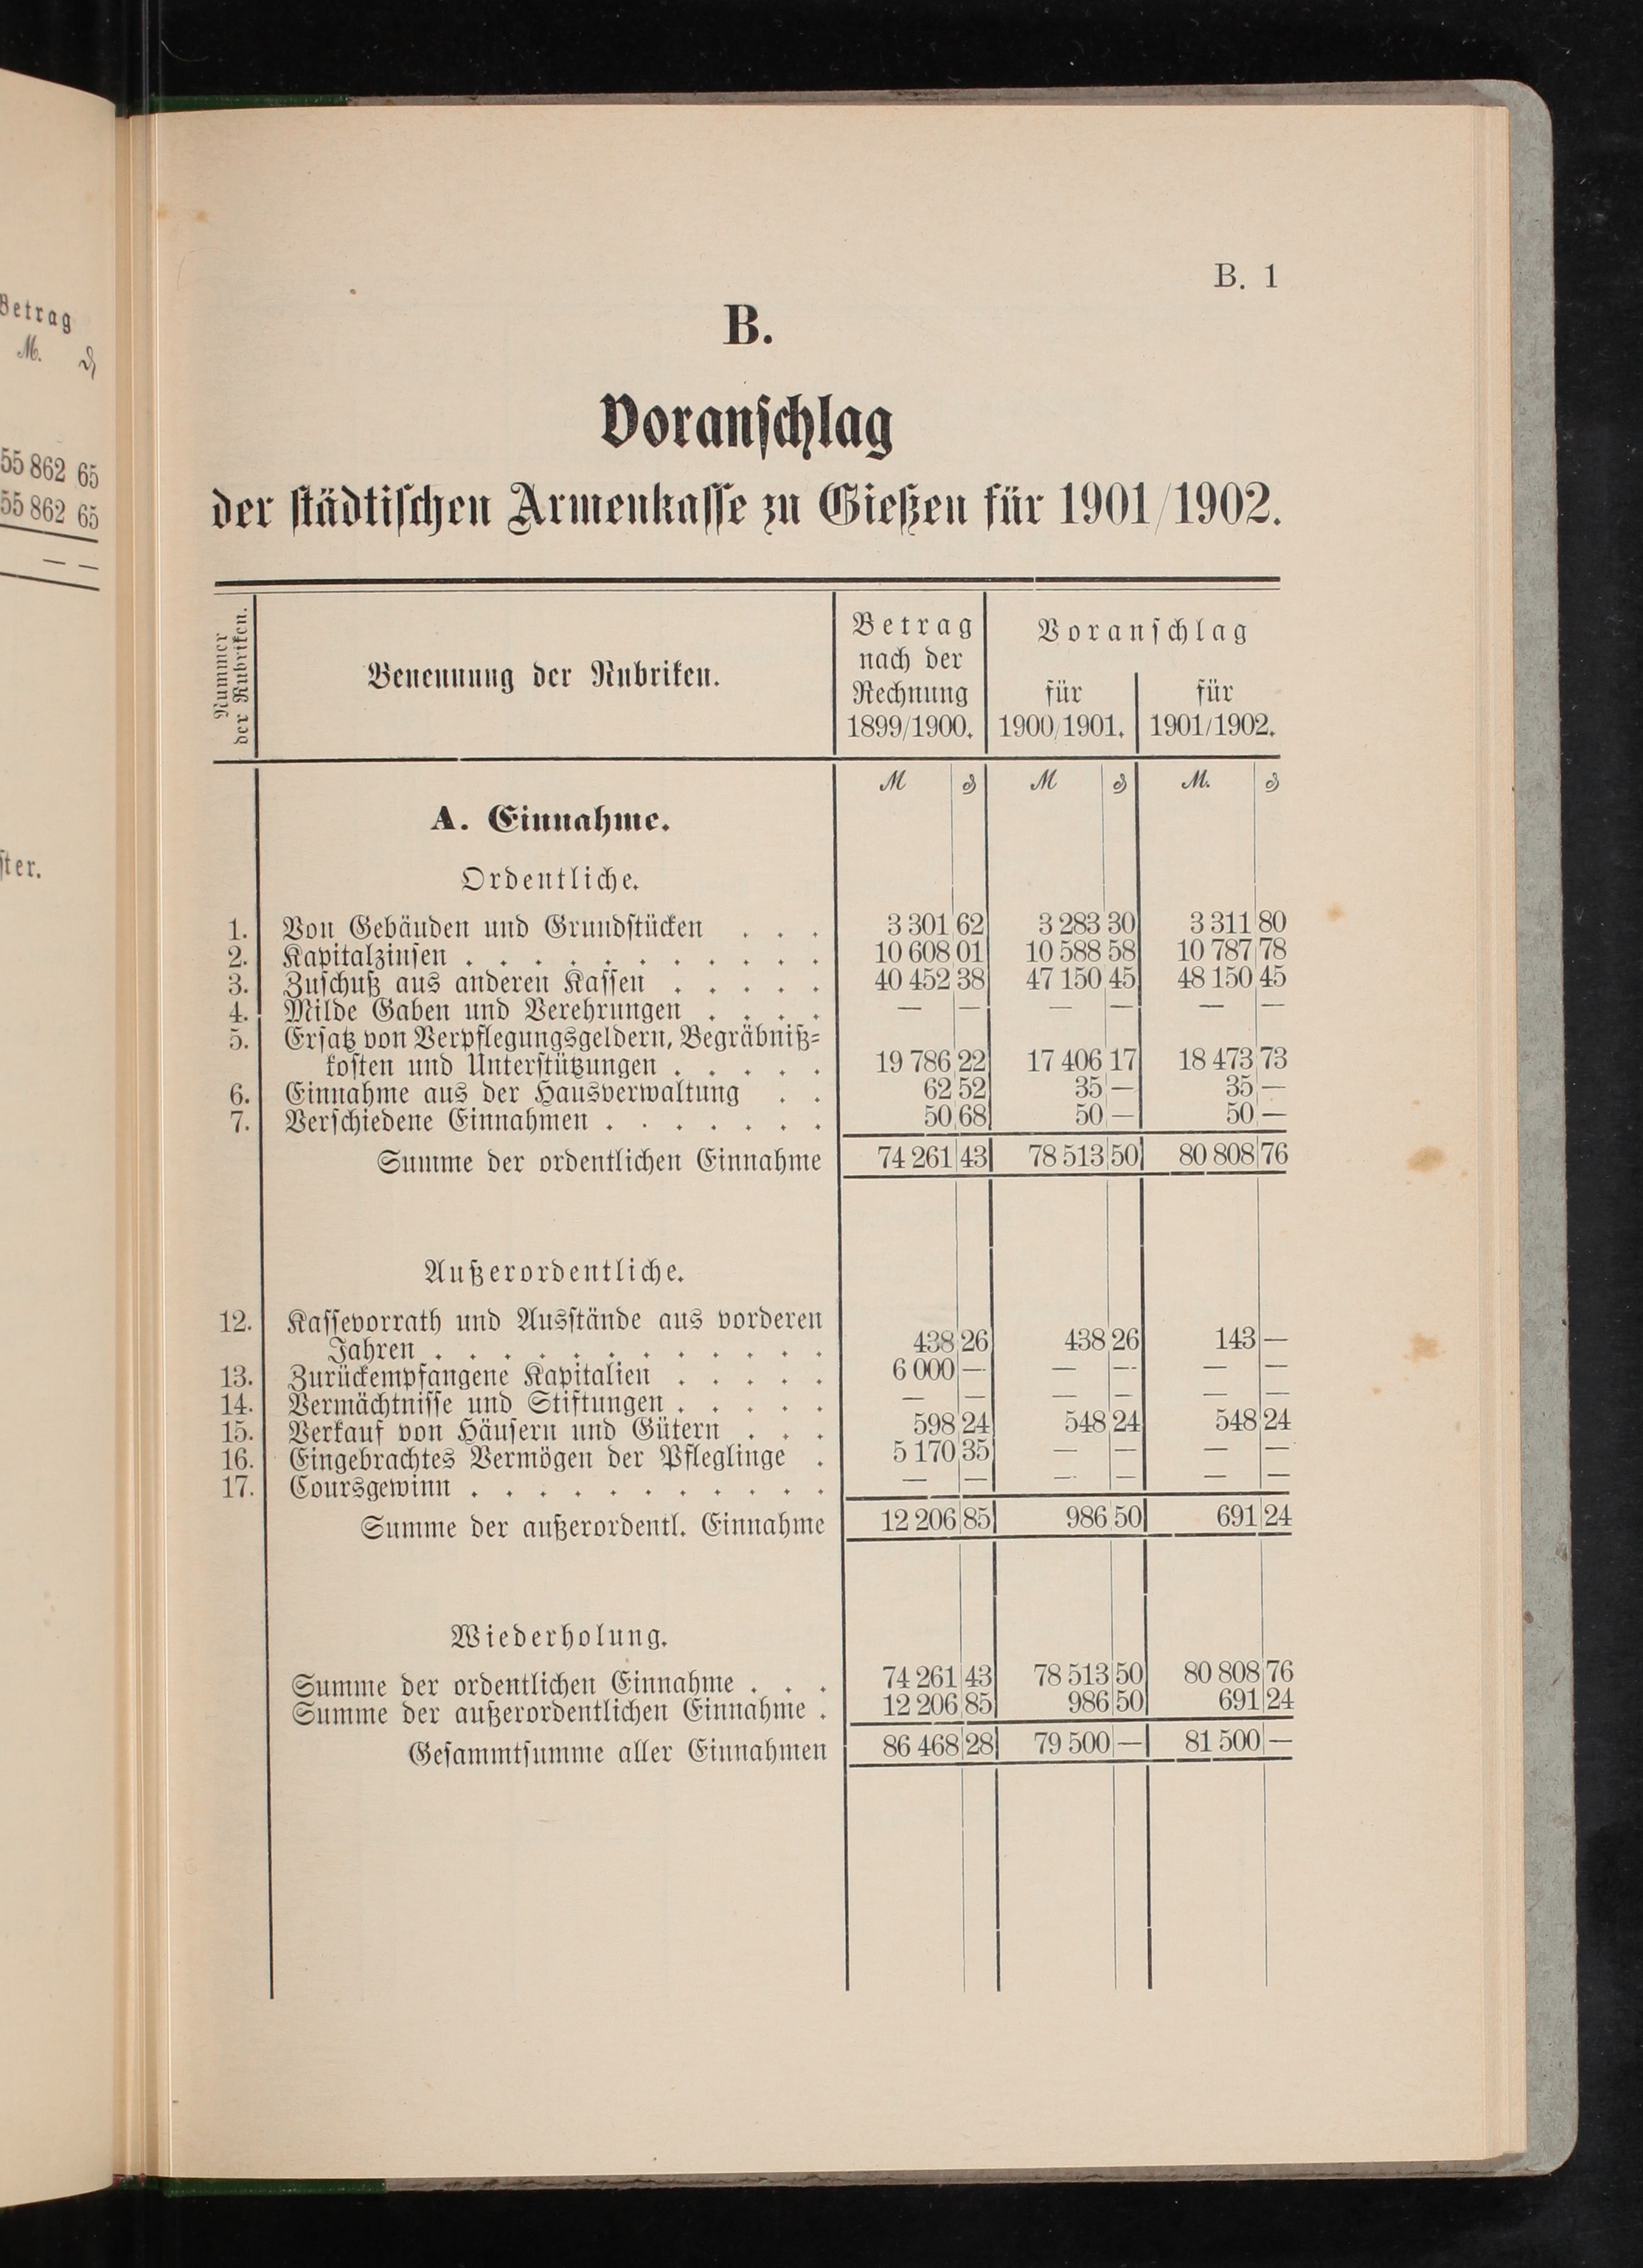 Betrag
M. ₰
55 862 65
55 862 65
— —
ster.
B. 1
B.
Voranschlag
der städtischen Armenkasse zu Gießen für 1901/1902.
Nummer der Rubriken.
Benennung der Rubriken.
Betrag nach der Rechnung 1899/1900.
Voranschlag
für 1900/1901.
für 1901/1902.
M ₰ M ₰ M. ₰
A. Einnahme.
Ordentliche.
1. Von Gebäuden und Grundstücken . . . 3 301 62 3 283 30 3 311 80
2. Kapitalzinsen . . . . . . . . . . . 10 608 01 10 588 58 10 787 78
3. Zuschuß aus anderen Kassen . . . . . 40 452 38 47 150 45 48 150 45
4. Milde Gaben und Verehrungen . . . . — — — — — —
5. Ersatz von Verpflegungsgeldern, Begräbniß-
kosten und Unterstützungen . . . . . 19 786 22 17 406 17 18 473 73
6. Einnahme aus der Hausverwaltung . . 62 52 35 — 35 —
7. Verschiedene Einnahmen . . . . . . . 50 68 50 — 50 —
Summe der ordentlichen Einnahme 74 261 43 78 513 50 80 808 76
Außerordentliche.
12. Kassevorrath und Ausstände aus vorderen
Jahren . . . . . . . . . . . . 438 26 438 26 143 —
13. Zurückempfangene Kapitalien . . . . . 6 000 — — — — —
14. Vermächtnisse und Stiftungen . . . . . — — — — — —
15. Verkauf von Häusern und Gütern . . . 598 24 548 24 548 24
16. Eingebrachtes Vermögen der Pfleglinge . 5 170 35 — — — —
17. Coursgewinn . . . . . . . . . . . — — — — — —
Summe der außerordentl. Einnahme 12 206 85 986 50 691 24
Wiederholung.
Summe der ordentlichen Einnahme . . . 74 261 43 78 513 50 80 808 76
Summe der außerordentlichen Einnahme . 12 206 85 986 50 691 24
Gesammtsumme aller Einnahmen 86 468 28 79 500 — 81 500 —